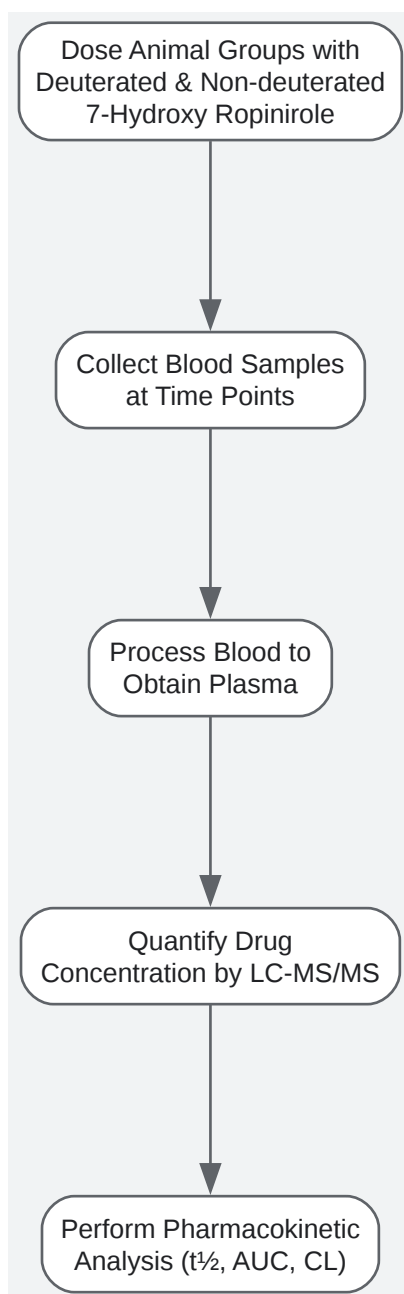 Dose Animal Groups with
Deuterated & Non-deuterated
7-Hydroxy Ropinirole
Collect Blood Samples
at Time Points
Process Blood to
Obtain Plasma
Quantify Drug
Concentration by LC-MS/MS
Perform Pharmacokinetic
Analysis (t½, AUC, CL)